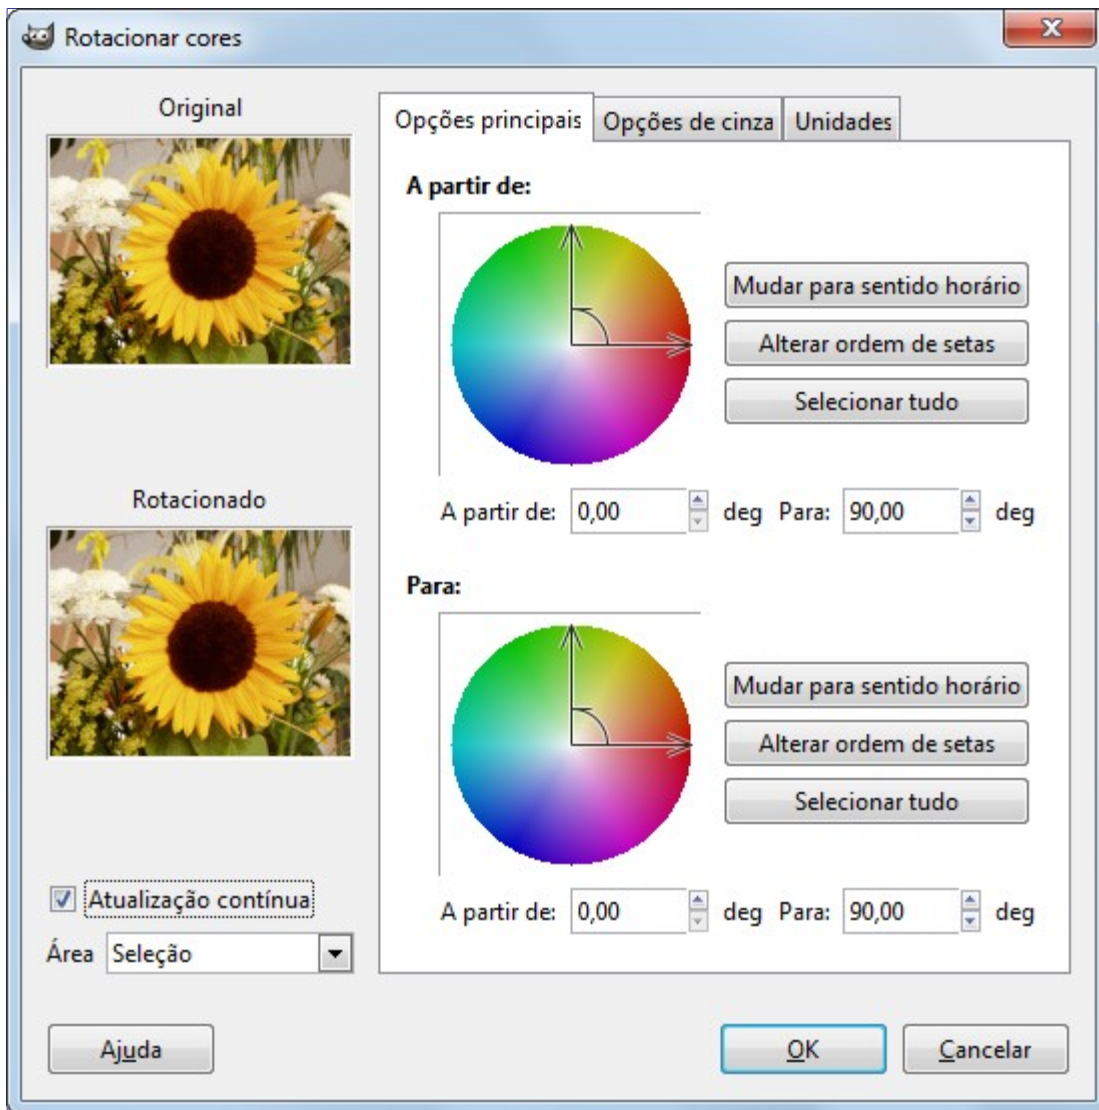 Rotacionar cores
Original
Opções principais Opções de cinza Unidades
A partir de:
Mudar para sentido horário
Alterar ordem de setas
Selecionar tudo
A partir de: 0,00 deg Para: 90,00 deg
Rotacionado
Para:
Mudar para sentido horário
Alterar ordem de setas
Selecionar tudo
A partir de: 0,00 deg Para: 90,00 deg
Atualização contínua
Área Seleção
Ajuda OK Cancelar